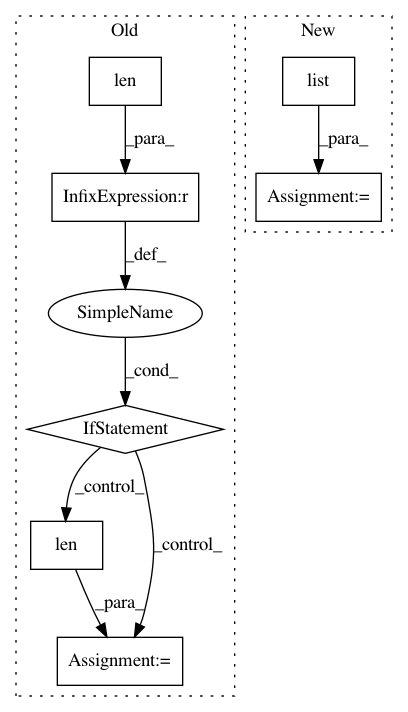 Old
New
len
list
_para_
_para_
InfixExpression:r
Assignment:=
_def_
SimpleName
_cond_
IfStatement
_control_
len
_control_
_para_
Assignment:=